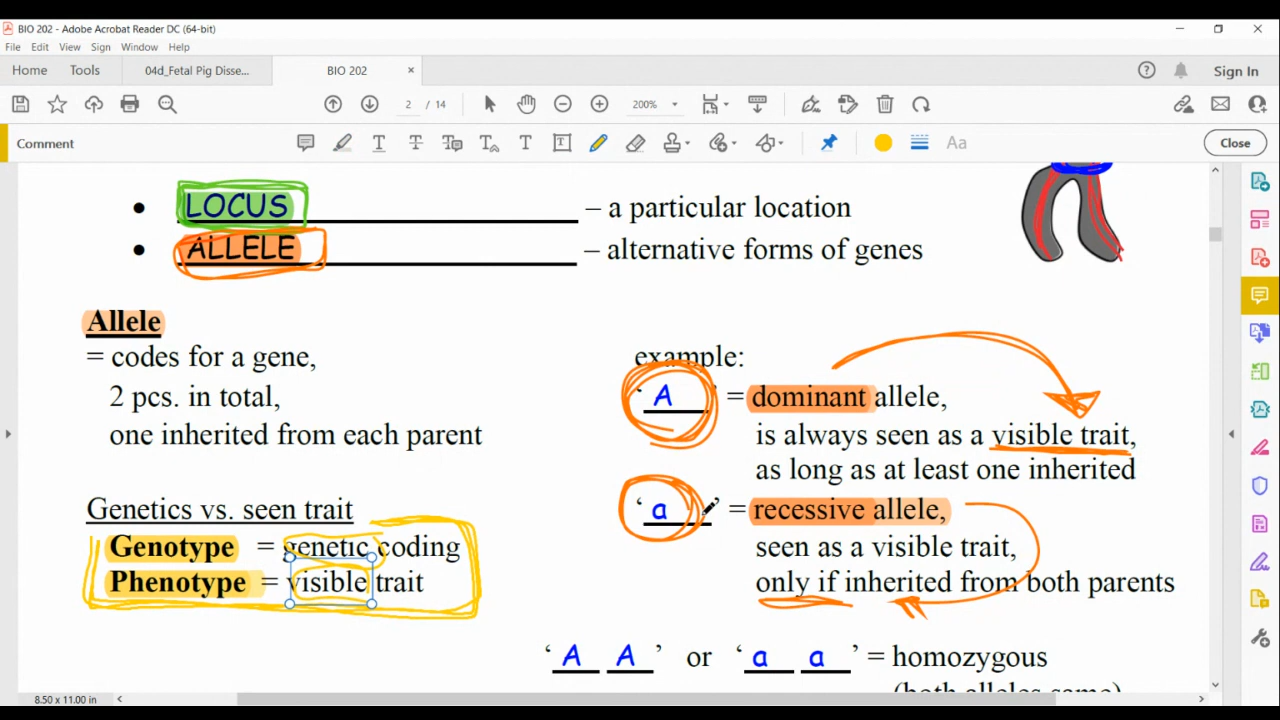 BIO 202 - Adobe Acrobat Reader DC (64-bit)
File Edit View Sign Window Help
Home Tools 04d_Fetal Pig Disse... BIO 202 × Sign In
2 / 14 200%
Comment Aa Close
• LOCUS – a particular location
• ALLELE – alternative forms of genes
Allele
= codes for a gene,
2 pcs. in total,
one inherited from each parent
Genetics vs. seen trait
Genotype = genetic coding
Phenotype = visible trait
example:
‘ A ’ = dominant allele,
is always seen as a visible trait,
as long as at least one inherited
‘ a ’ = recessive allele,
seen as a visible trait,
only if inherited from both parents
‘ A A ’ or ‘ a a ’ = homozygous
(both alleles same)
8.50 x 11.00 in